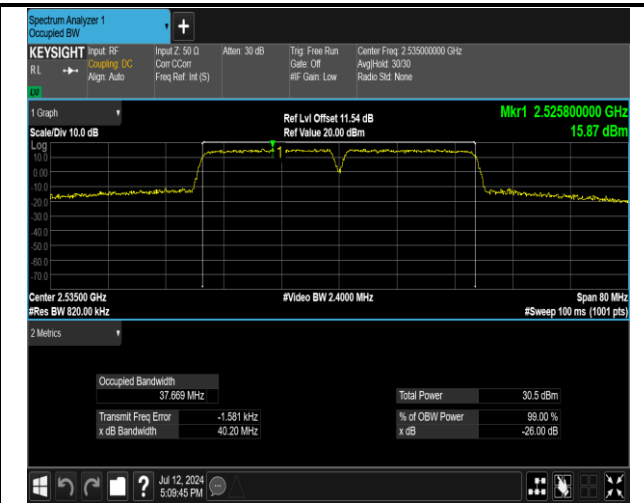 Spectrum Analyzer 1
Occupied BW
KEYSIGHT
RL
LXI
Input: RF
Coupling: DC
Align: Auto
Input Z: 50 Ω
Corr CCorr
Freq Ref: Int (S)
Atten: 30 dB
Trig: Free Run
Gate: Off
#IF Gain: Low
Center Freq: 2.535000000 GHz
Avg|Hold: 30/30
Radio Std: None
1 Graph
Scale/Div 10.0 dB
Ref Lvl Offset 11.54 dB
Ref Value 20.00 dBm
Mkr1 2.525800000 GHz
15.87 dBm
Log
10.0
0.00
-10.0
-20.0
-30.0
-40.0
-50.0
-60.0
-70.0
1
Center 2.53500 GHz
#Res BW 820.00 kHz
#Video BW 2.4000 MHz
Span 80 MHz
#Sweep 100 ms (1001 pts)
2 Metrics
Occupied Bandwidth
37.669 MHz
Transmit Freq Error -1.581 kHz
x dB Bandwidth 40.20 MHz
Total Power 30.5 dBm
% of OBW Power 99.00 %
x dB -26.00 dB
?
Jul 12, 2024
5:09:45 PM